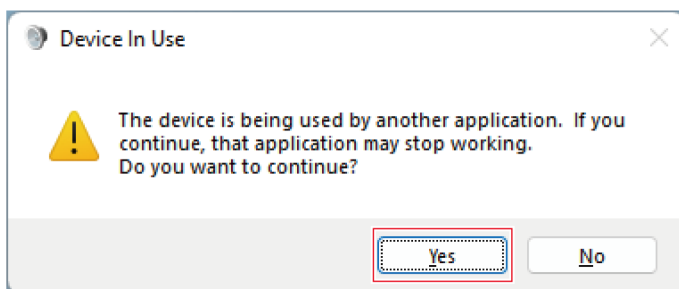 Device In Use
The device is being used by another application.  If you
continue, that application may stop working.
Do you want to continue?
Yes
No